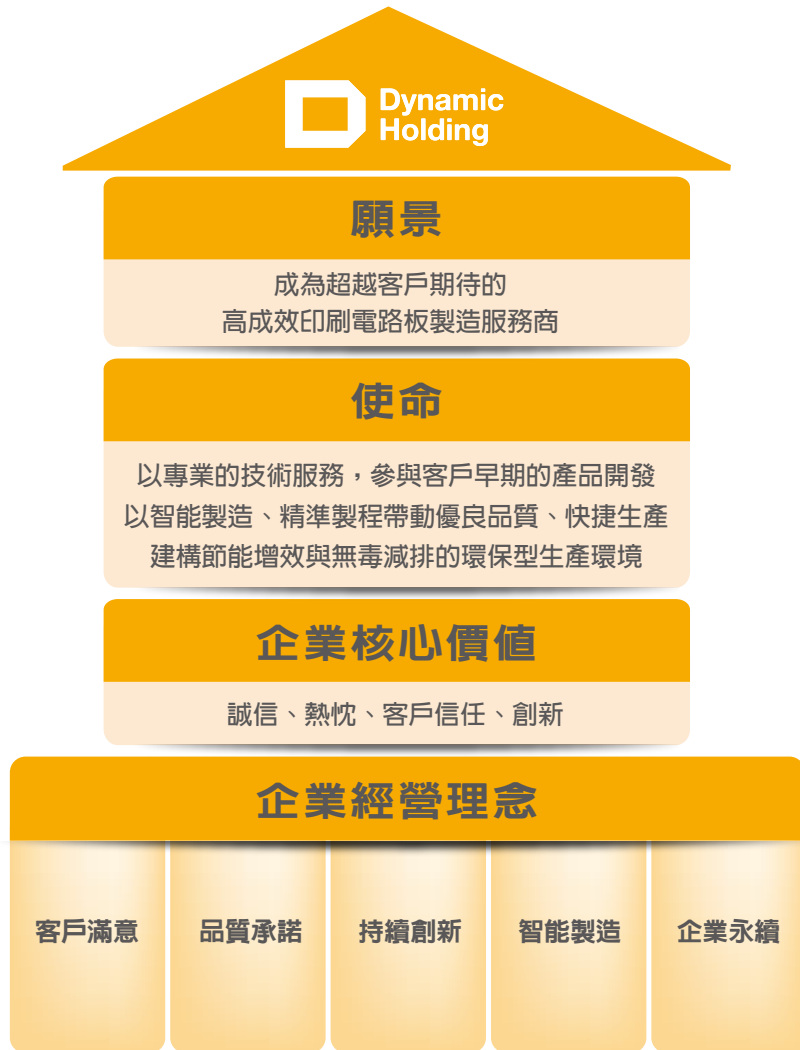 Dynamic
Holding
願景
成為超越客戶期待的
高成效印刷電路板製造服務商
使命
以專業的技術服務，參與客戶早期的產品開發
以智能製造、精準製程帶動優良品質、快捷生產
建構節能增效與無毒減排的環保型生產環境
企業核心價值
誠信、熱忱、客戶信任、創新
企業經營理念
客戶滿意
品質承諾
持續創新
智能製造
企業永續